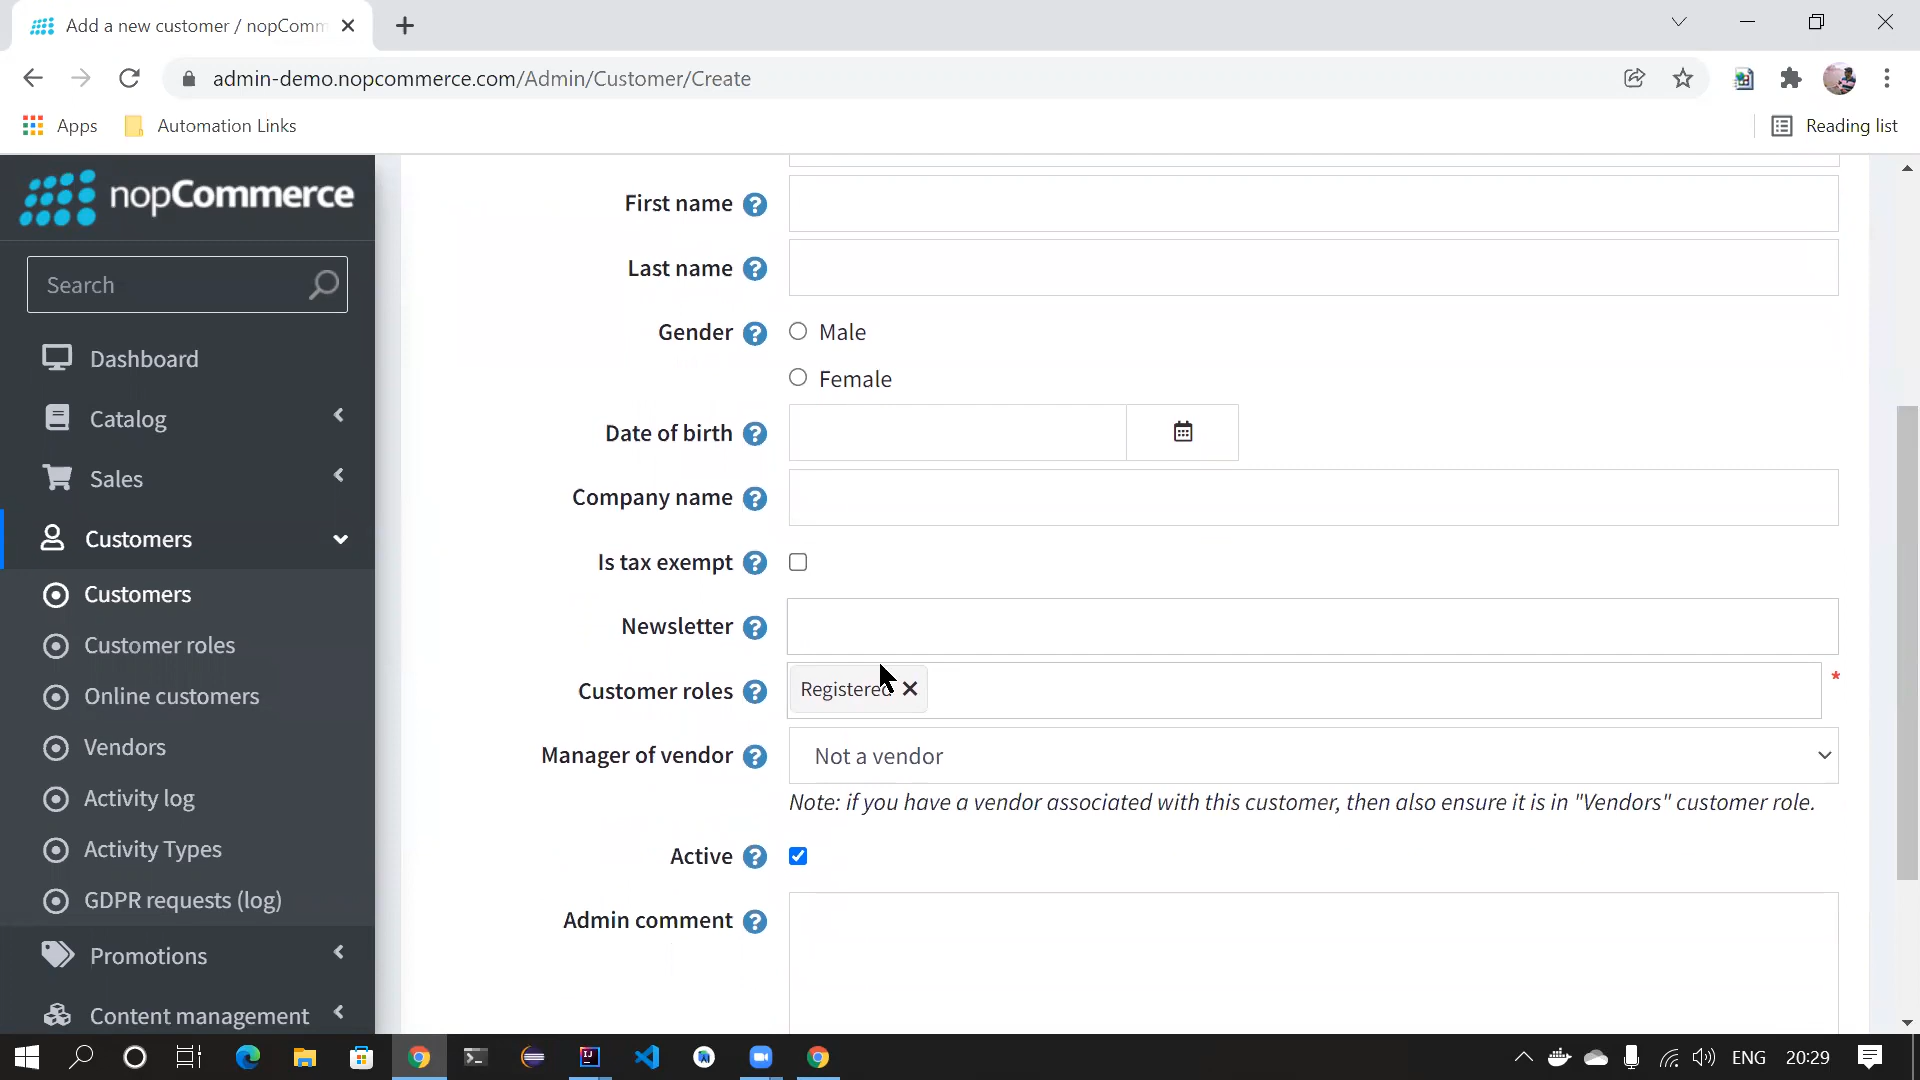 Add a new customer / nopComm
admin-demo.nopcommerce.com/Admin/Customer/Create
Apps
Automation Links
Reading list
nopCommerce
Search
Dashboard
Catalog
Sales
Customers
Customers
Customer roles
Online customers
Vendors
Activity log
Activity Types
GDPR requests (log)
Promotions
Content management
First name ?
Last name ?
Gender ? Male
Female
Date of birth ?
Company name ?
Is tax exempt ?
Newsletter ?
Customer roles ? Registered *
Manager of vendor ? Not a vendor
Note: if you have a vendor associated with this customer, then also ensure it is in "Vendors" customer role.
Active ?
Admin comment ?
ENG 20:29